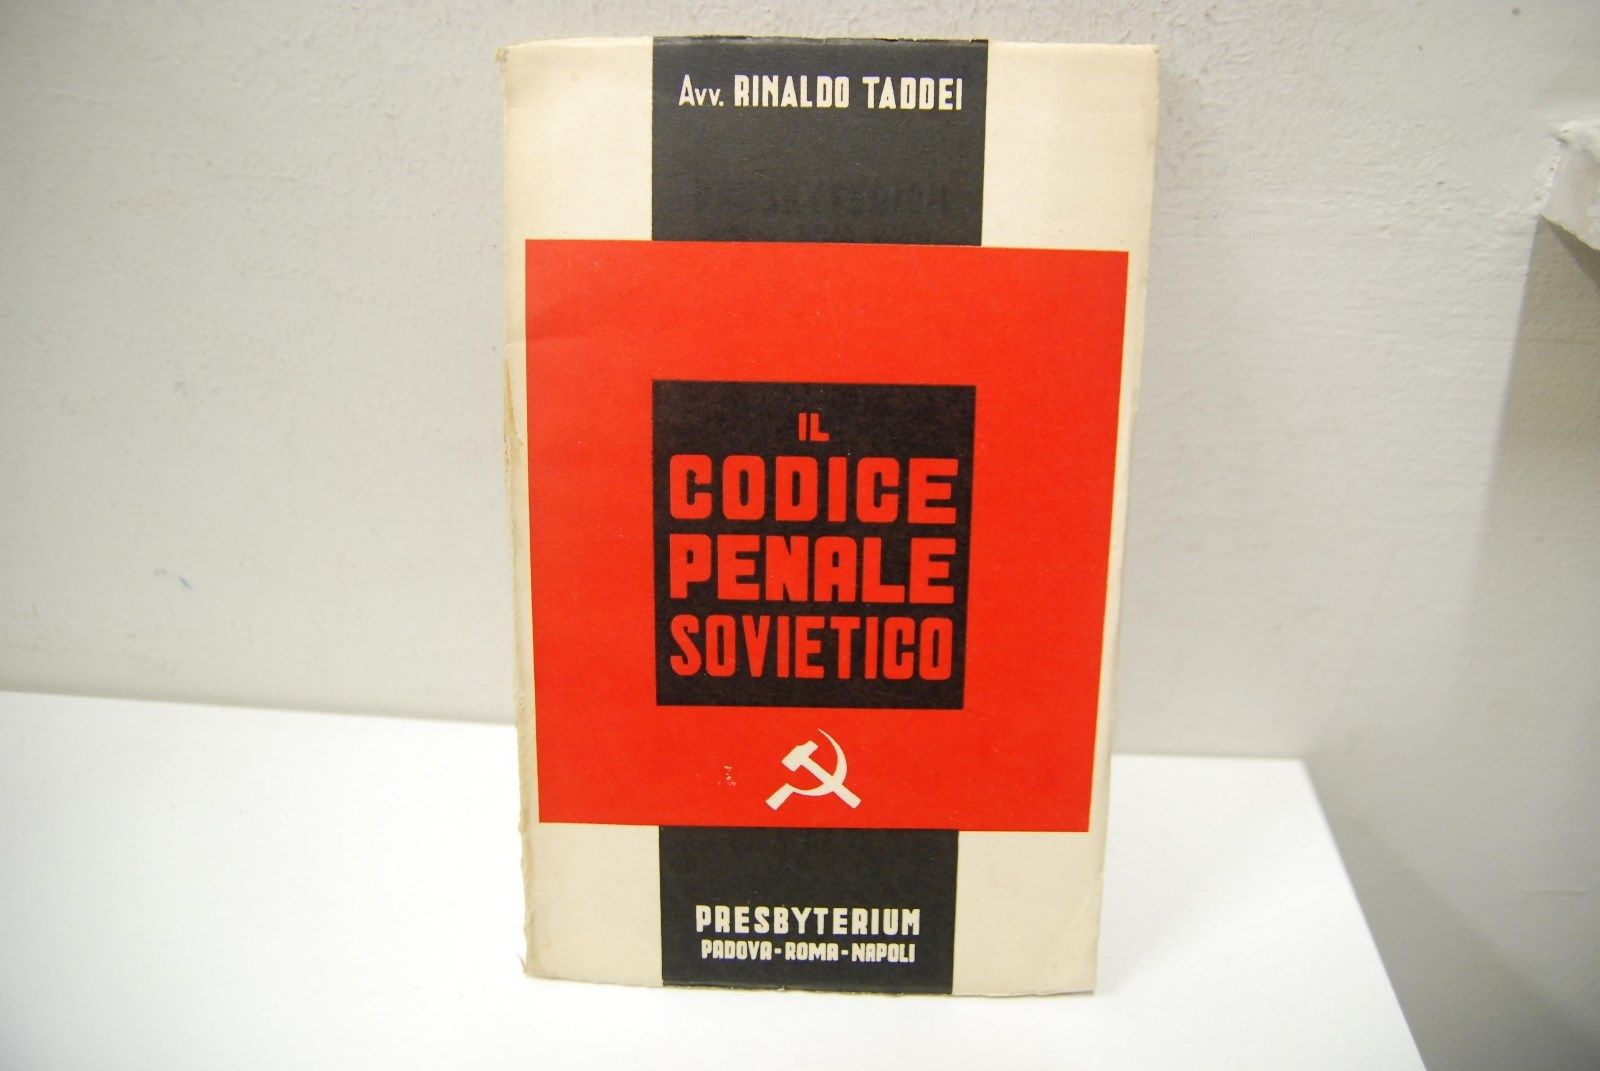 Avv. RINALDO TADDEI
IL
CODICE
PENALE
SOVIETICO
PRESBYTERIUM
PADOVA-ROMA-NAPOLI